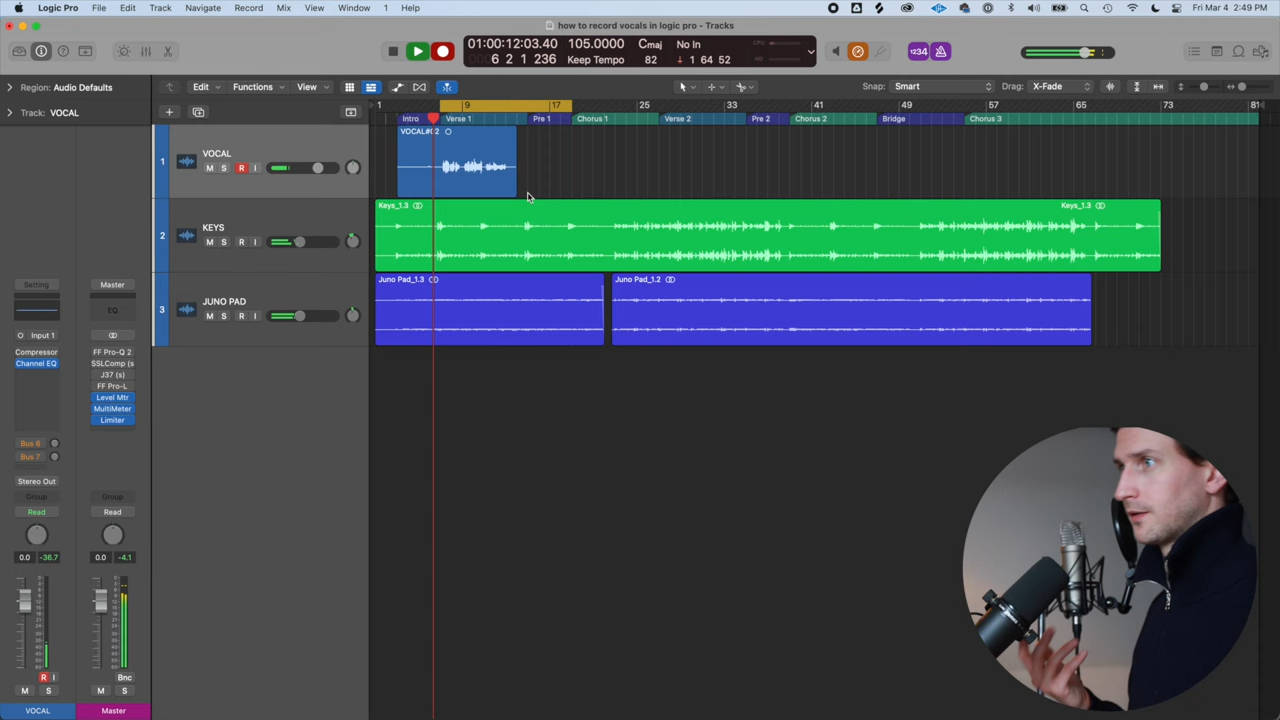 Logic Pro File Edit Track Navigate Record Mix View Window 1 Help Fri Mar 4 2:49 PM
how to record vocals in logic pro - Tracks
01:00:12:03.40 105.0000 Cmaj No In CPU
6 2 1 236 Keep Tempo 82 1 64 52 HD
1234
Region: Audio Defaults
Edit Functions View Snap: Smart Drag: X-Fade
Track: VOCAL
1 9 17 25 33 41 49 57 65 73 81
Intro Verse 1 Pre 1 Chorus 1 Verse 2 Pre 2 Chorus 2 Bridge Chorus 3
VOCAL#02
1 VOCAL
M S R I
Keys_1.3 Keys_1.3
2 KEYS
M S R I
Juno Pad_1.3 Juno Pad_1.2
3 JUNO PAD
M S R I
Setting Master
EQ
Input 1
Compressor FF Pro-Q 2
Channel EQ SSLComp (s)
J37 (s)
FF Pro-L
Level Mtr
MultiMeter
Limiter
Bus 6
Bus 7
Stereo Out
Group Group
Read Read
0.0 -36.7 0.0 -4.1
R I Bnc
M S M S
VOCAL Master